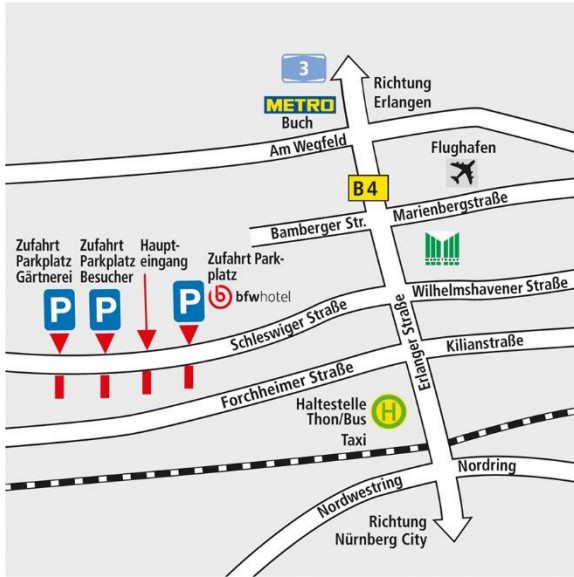 3
Richtung
Erlangen
METRO
Buch
Am Wegfeld
Flughafen
B 4
Bamberger Str.
Marienbergstraße
Zufahrt
Parkplatz
Gärtnerei
Zufahrt
Parkplatz
Besucher
Haupt-
eingang
Zufahrt Park-
platz
P
P
P
b bfwhotel
MARKTKAUF
Wilhelmshavener Straße
Schleswiger Straße
Erlanger Straße
Kilianstraße
Forchheimer Straße
Haltestelle
Thon/Bus
H
Taxi
Nordring
Nordwestring
Richtung
Nürnberg City